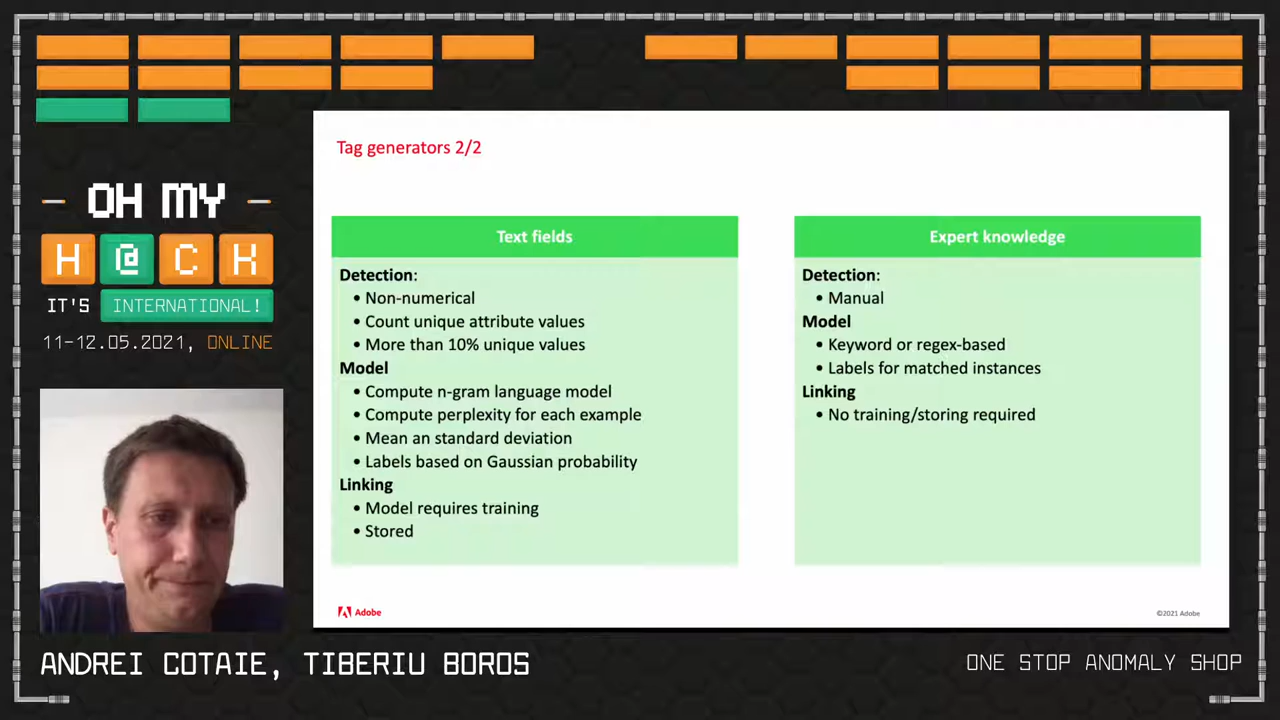 OH MY
H@CK
IT'S INTERNATIONAL!
11-12.05.2021, ONLINE
Tag generators 2/2
Text fields
Detection:
• Non-numerical
• Count unique attribute values
• More than 10% unique values
Model
• Compute n-gram language model
• Compute perplexity for each example
• Mean an standard deviation
• Labels based on Gaussian probability
Linking
• Model requires training
• Stored
Expert knowledge
Detection:
• Manual
Model
• Keyword or regex-based
• Labels for matched instances
Linking
• No training/storing required
Adobe
©2021 Adobe
ANDREI COTAIE, TIBERIU BOROS
ONE STOP ANOMALY SHOP